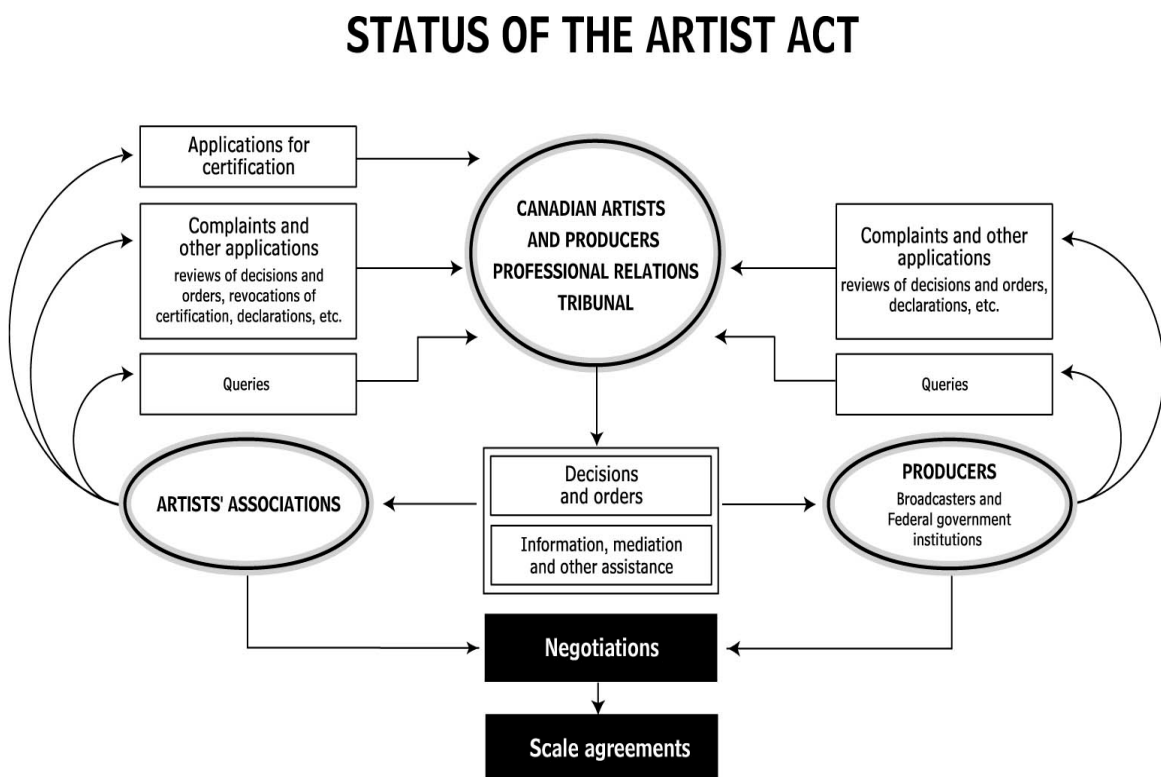 STATUS OF THE ARTIST ACT
Applications for
certification
Complaints and
other applications
reviews of decisions and
orders, revocations of
certification, declarations, etc.
Queries
CANADIAN ARTISTS
AND PRODUCERS
PROFESSIONAL RELATIONS
TRIBUNAL
Complaints and other
applications
reviews of decisions and orders,
declarations, etc.
Queries
ARTISTS' ASSOCIATIONS
Decisions
and orders
Information, mediation
and other assistance
PRODUCERS
Broadcasters and
Federal government
institutions
Negotiations
Scale agreements